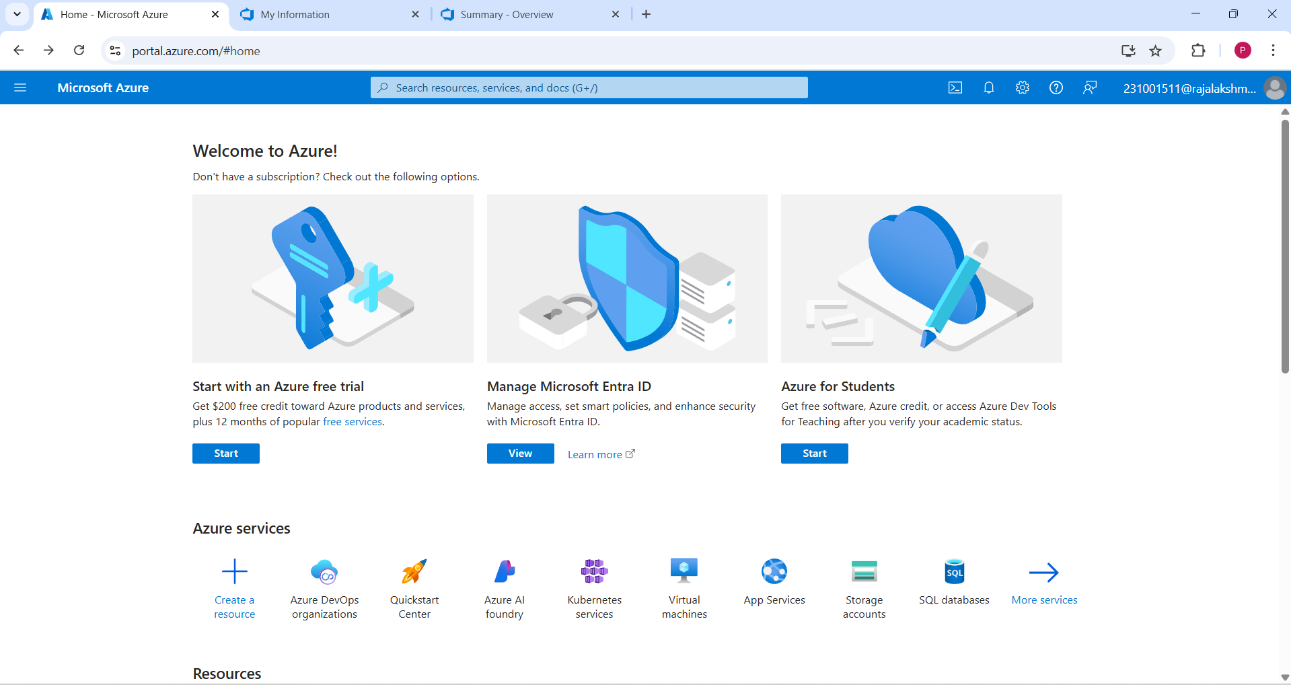 Home - Microsoft Azure
My Information
Summary - Overview
portal.azure.com/#home
P
Microsoft Azure
Search resources, services, and docs (G+/)
231001511@rajalakshm...
Welcome to Azure!
Don't have a subscription? Check out the following options.
Start with an Azure free trial
Get $200 free credit toward Azure products and services,
plus 12 months of popular free services.
Start
Manage Microsoft Entra ID
Manage access, set smart policies, and enhance security
with Microsoft Entra ID.
View
Learn more
Azure for Students
Get free software, Azure credit, or access Azure Dev Tools
for Teaching after you verify your academic status.
Start
Azure services
Create a
resource
Azure DevOps
organizations
Quickstart
Center
Azure AI
foundry
Kubernetes
services
Virtual
machines
App Services
Storage
accounts
SQL
SQL databases
More services
Resources